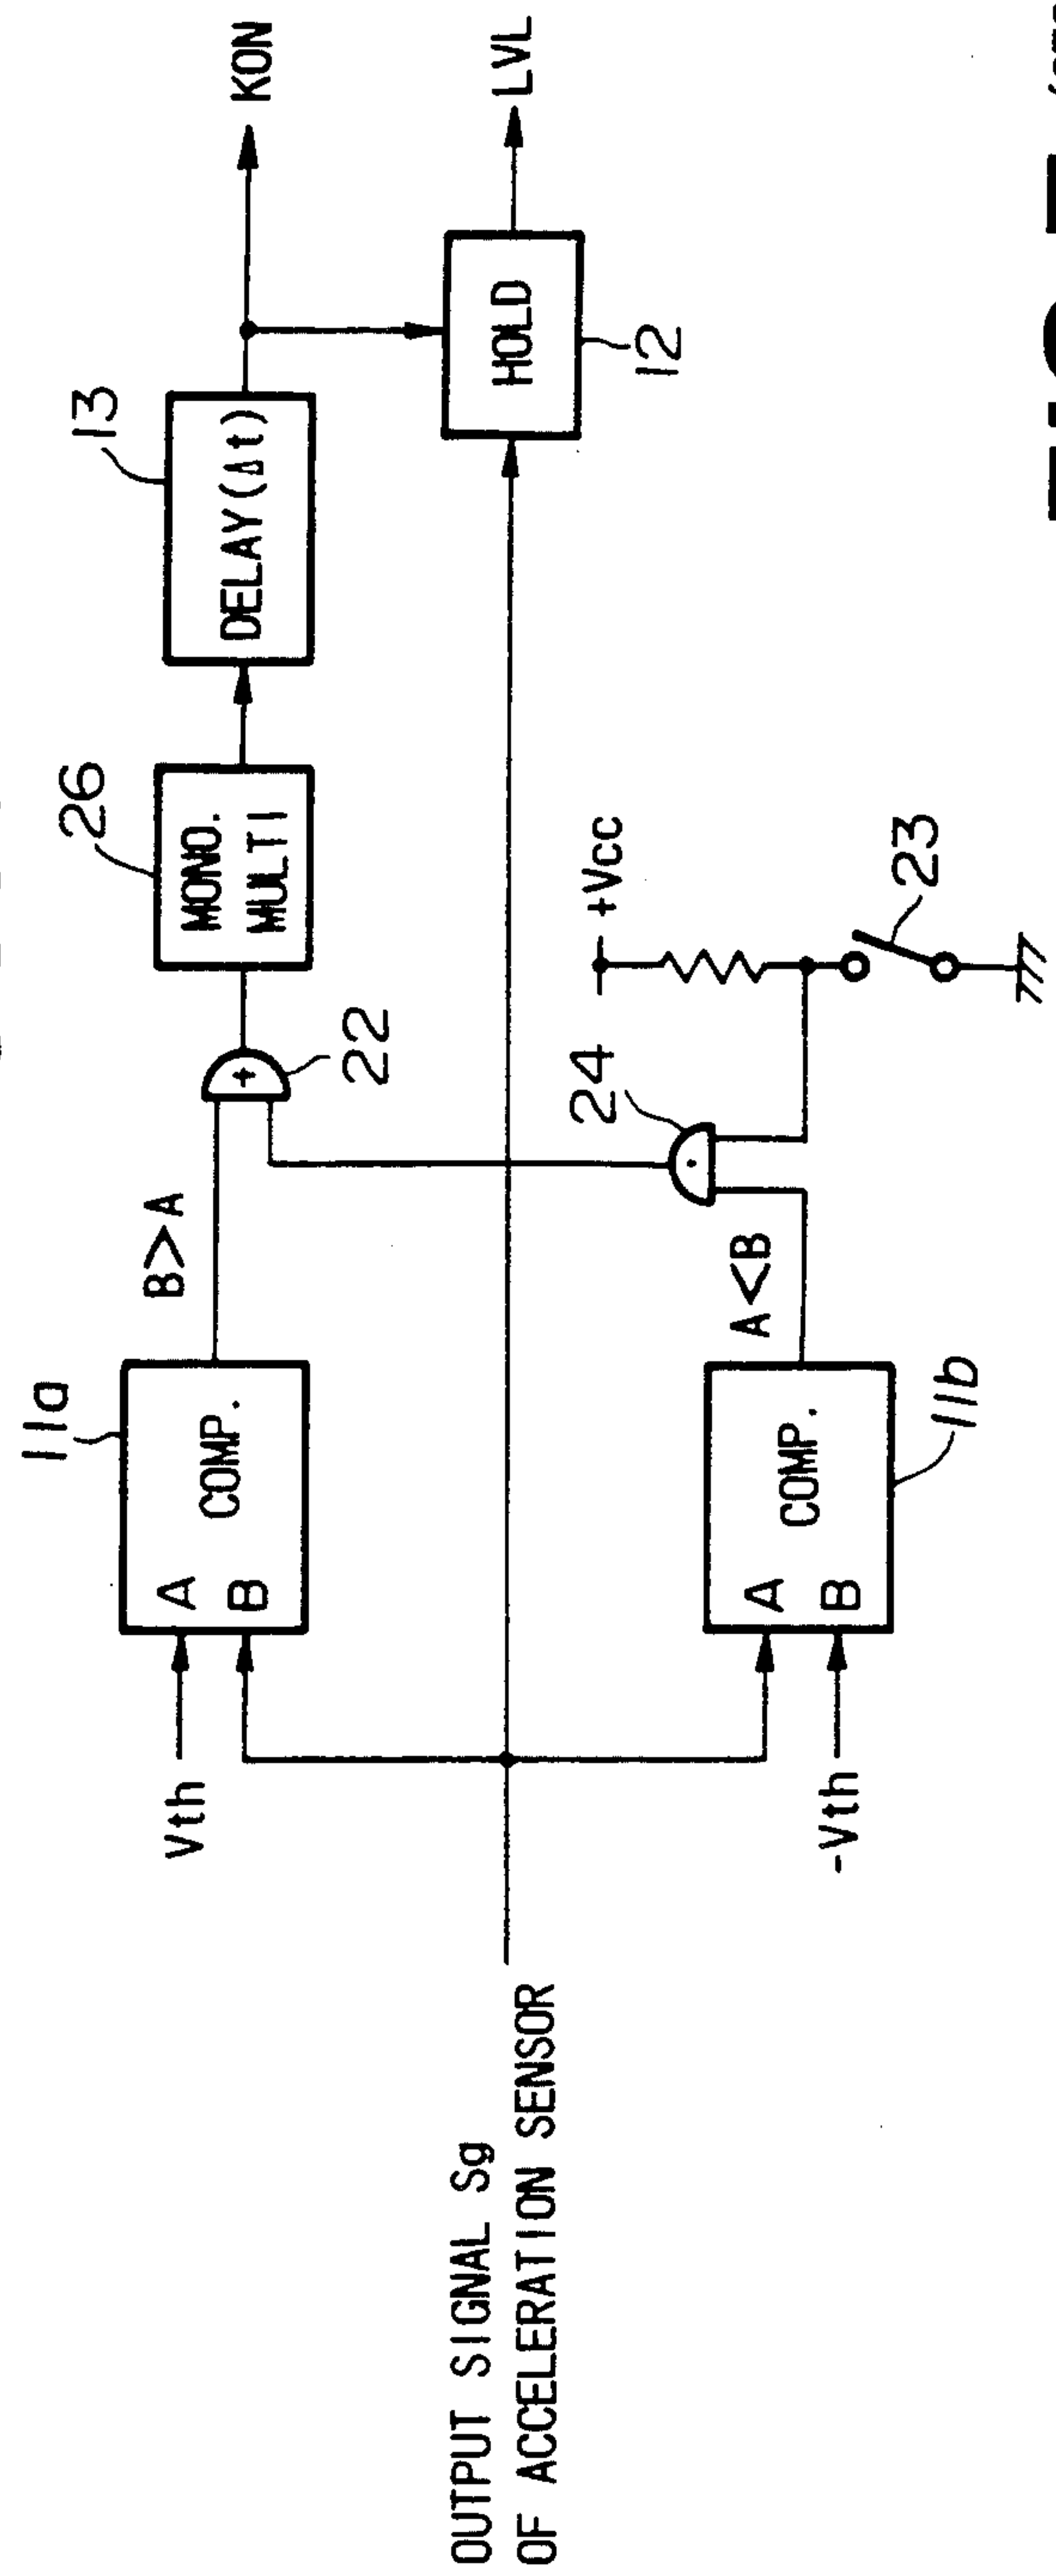 OUTPUT SIGNAL Sg
OF ACCELERATION SENSOR
Vth
-Vth
11a
A
B
COMP.
A
B
COMP.
11b
B>A
A<B
22
+
24
·
+Vcc
23
26
MONO.
MULTI
13
DELAY(Δt)
HOLD
12
KON
LVL